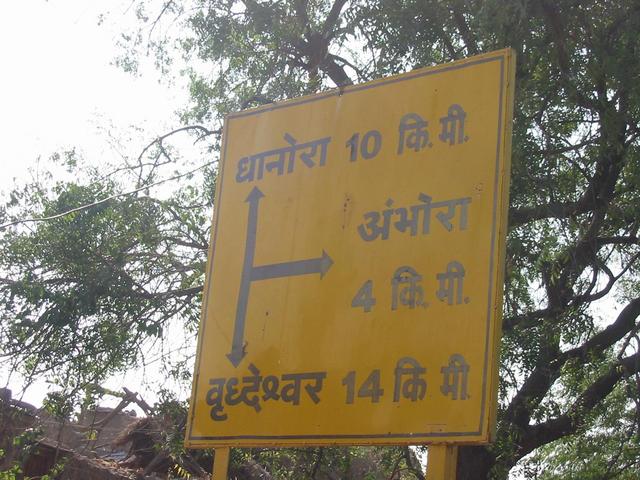 धानोरा 10 कि.मी.
अंभोरा
4 कि.मी.
वृध्देश्वर 14 कि मी.